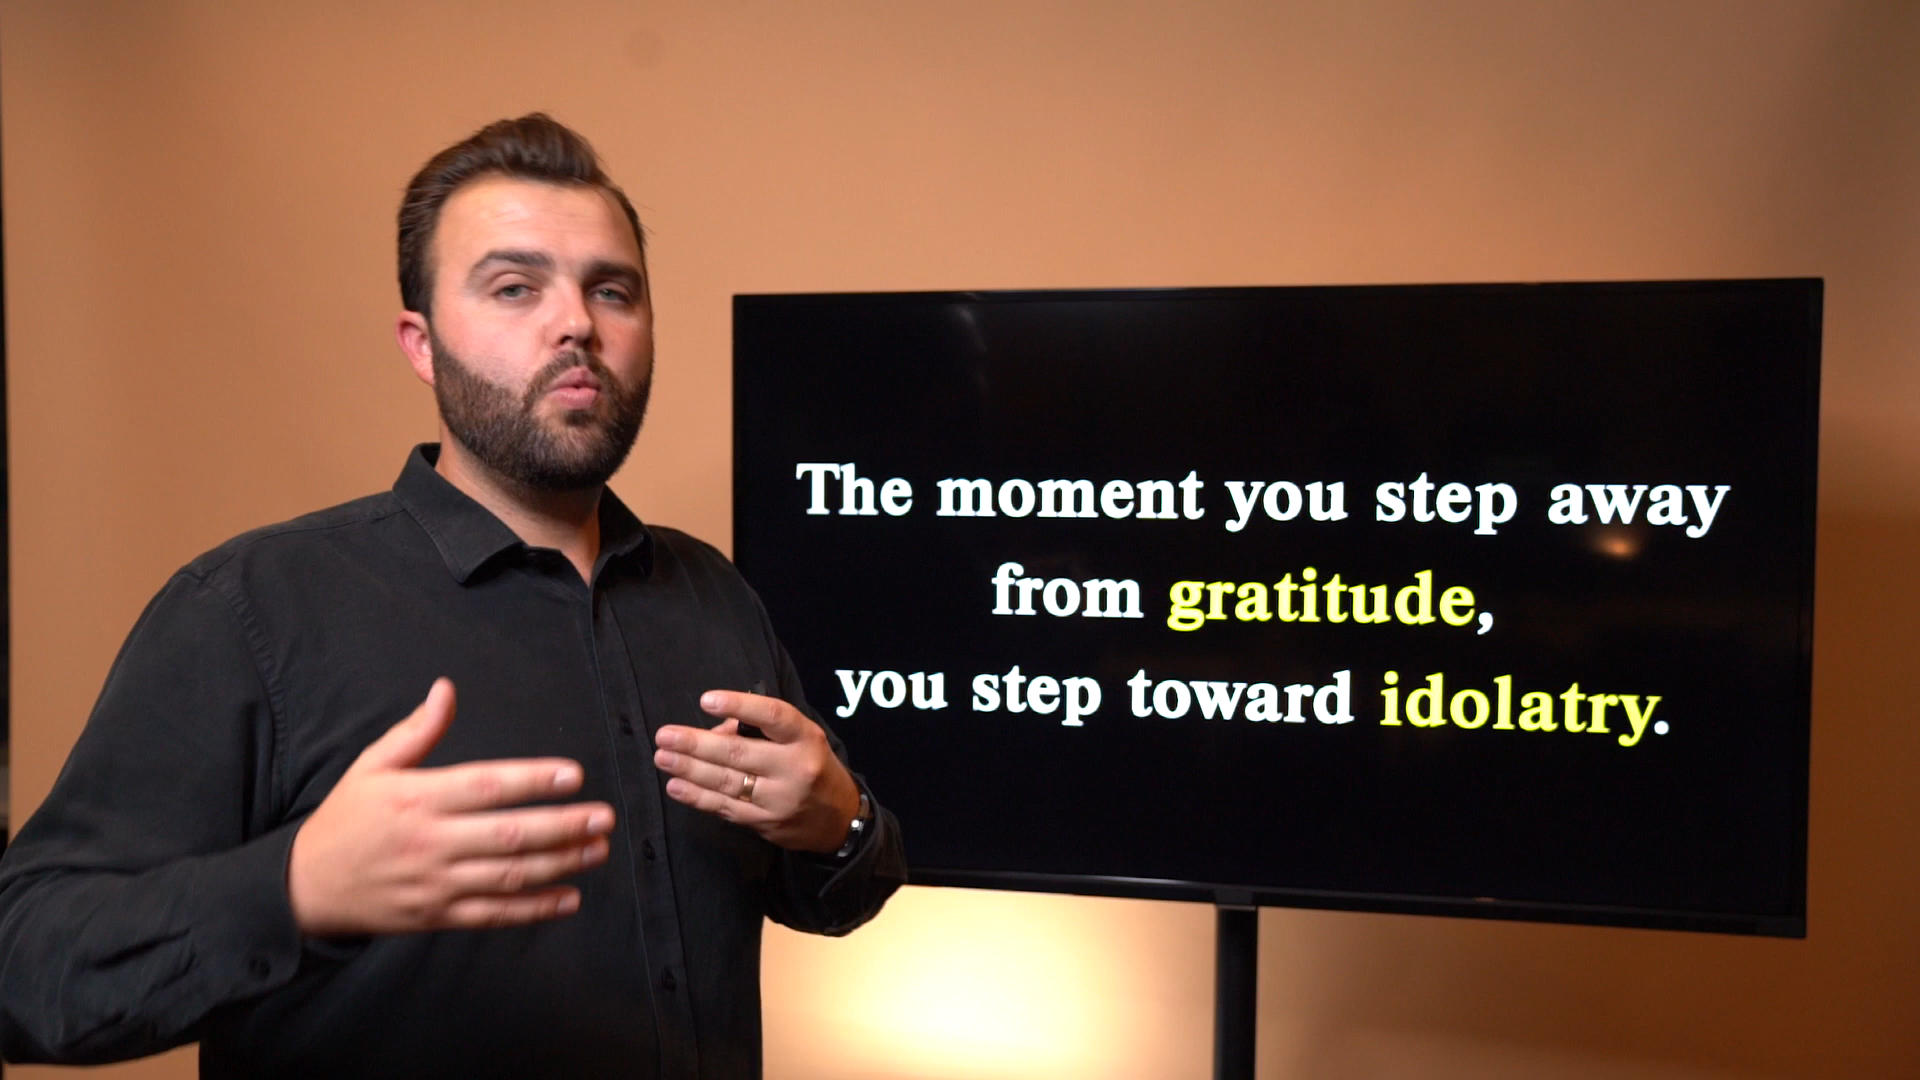 The moment you step away
from gratitude,
you step toward idolatry.